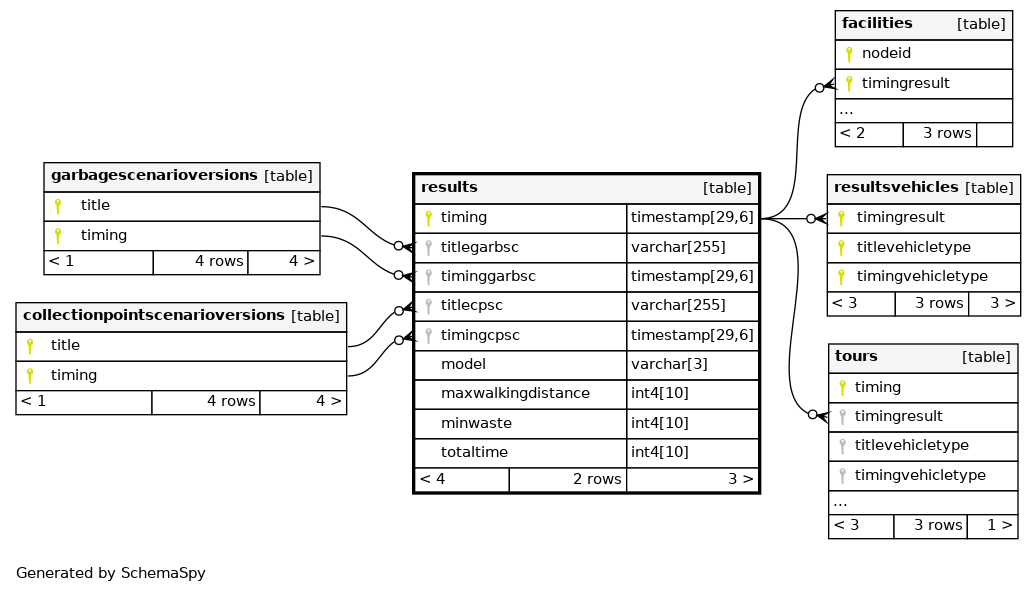 facilities [table]
nodeid
timingresult
...
< 2 3 rows
garbagescenarioversions [table]
title
timing
< 1 4 rows 4 >
collectionpointscenarioversions [table]
title
timing
< 1 4 rows 4 >
results [table]
timing timestamp[29,6]
titlegarbsc varchar[255]
timinggarbsc timestamp[29,6]
titlecpsc varchar[255]
timingcpsc timestamp[29,6]
model varchar[3]
maxwalkingdistance int4[10]
minwaste int4[10]
totaltime int4[10]
< 4 2 rows 3 >
resultsvehicles [table]
timingresult
titlevehicletype
timingvehicletype
< 3 3 rows 3 >
tours [table]
timing
timingresult
titlevehicletype
timingvehicletype
...
< 3 3 rows 1 >
Generated by SchemaSpy